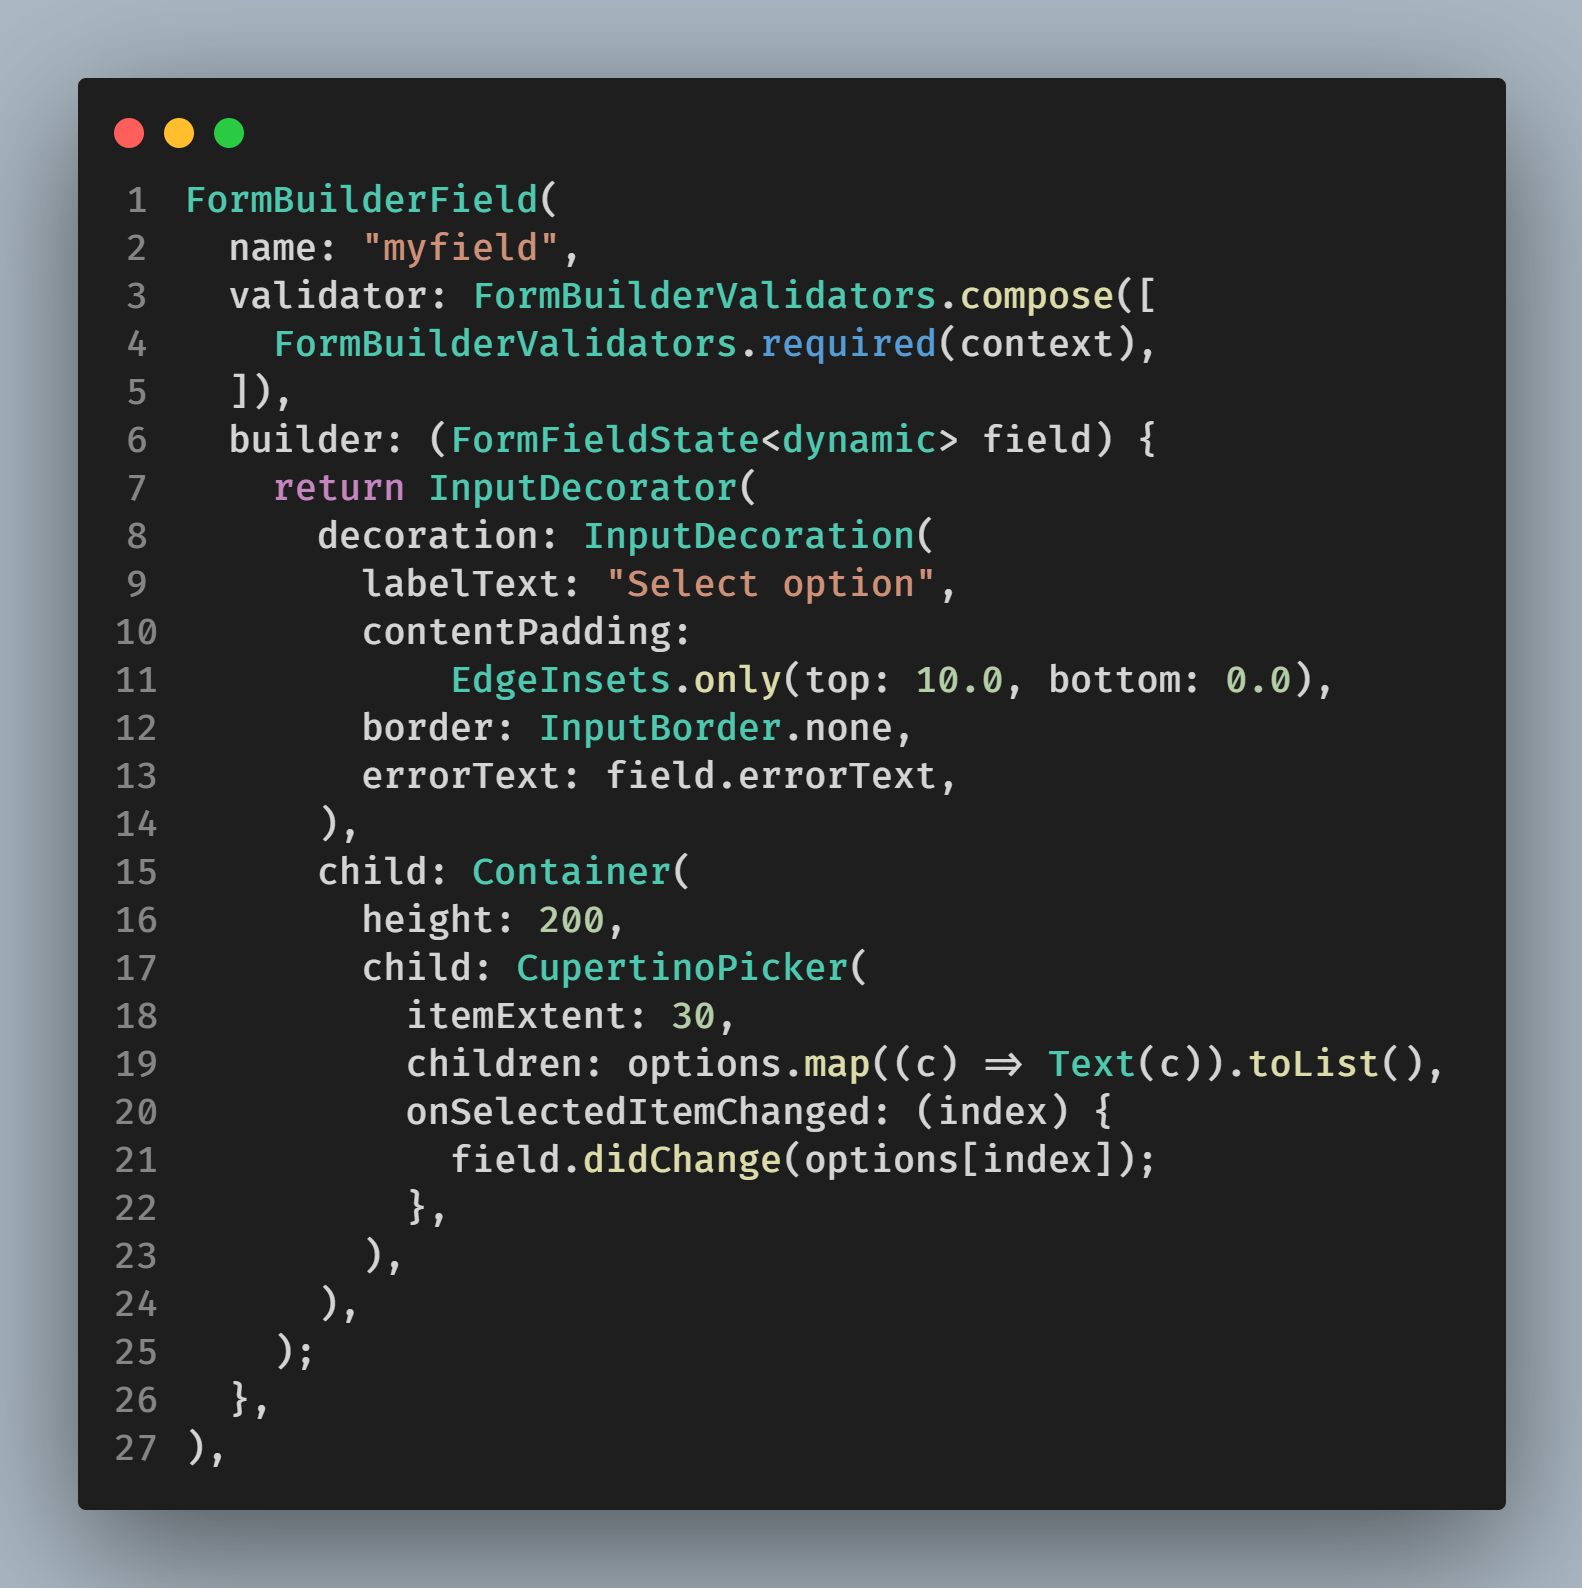 1 FormBuilderField(
2   name: "myfield",
3   validator: FormBuilderValidators.compose([
4     FormBuilderValidators.required(context),
5   ]),
6   builder: (FormFieldState<dynamic> field) {
7     return InputDecorator(
8       decoration: InputDecoration(
9         labelText: "Select option",
10         contentPadding:
11             EdgeInsets.only(top: 10.0, bottom: 0.0),
12         border: InputBorder.none,
13         errorText: field.errorText,
14       ),
15       child: Container(
16         height: 200,
17         child: CupertinoPicker(
18           itemExtent: 30,
19           children: options.map((c) => Text(c)).toList(),
20           onSelectedItemChanged: (index) {
21             field.didChange(options[index]);
22           },
23         ),
24       ),
25     );
26   },
27 ),